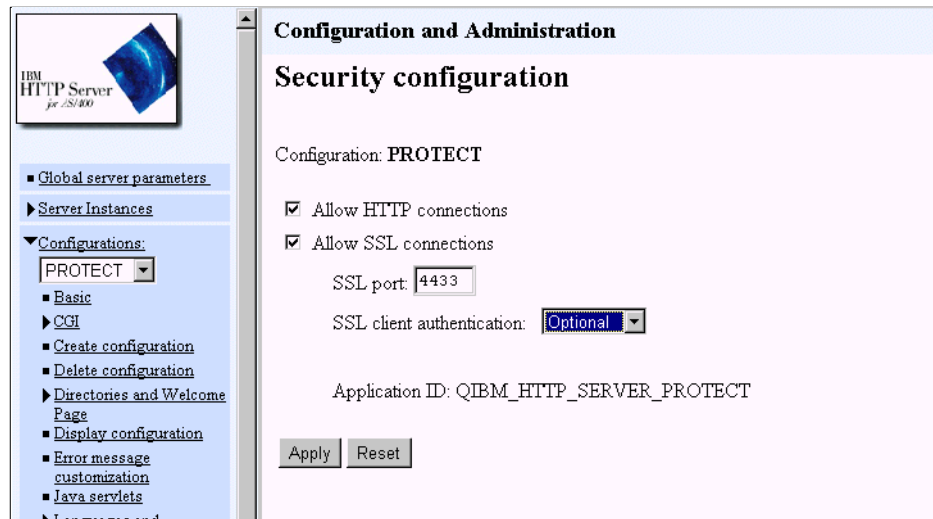 IBM
HTTP Server
for AS/400
Global server parameters
Server Instances
Configurations:
PROTECT
Basic
CGI
Create configuration
Delete configuration
Directories and Welcome
Page
Display configuration
Error message
customization
Java servlets
Configuration and Administration
Security configuration
Configuration: PROTECT
Allow HTTP connections
Allow SSL connections
SSL port: 4433
SSL client authentication: Optional
Application ID: QIBM_HTTP_SERVER_PROTECT
Apply Reset